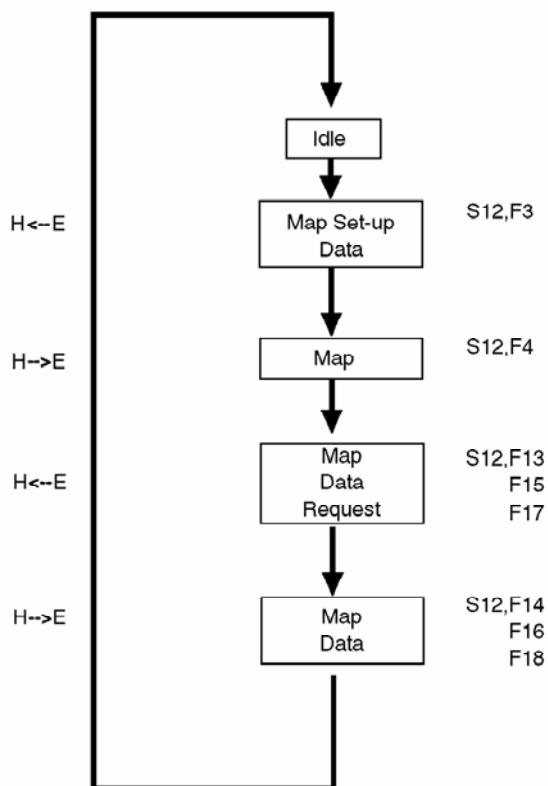 Idle
H<--E
Map Set-up
Data
S12,F3
H-->E
Map
S12,F4
H<--E
Map
Data
Request
S12,F13
F15
F17
H-->E
Map
Data
S12,F14
F16
F18